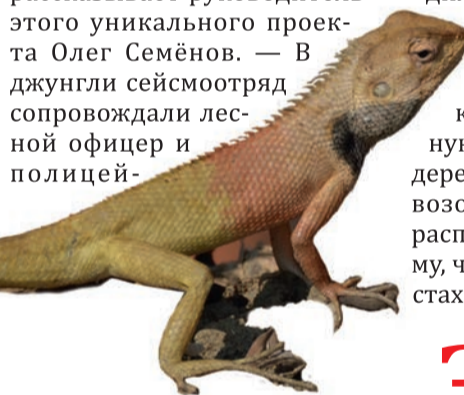 этого уникального проек-
та Олег Семёнов. — В
джунгли сейсмоотряд
сопровождали лес-
ной офицер и
полицей-
дере
возо
расп
му, ч
стах